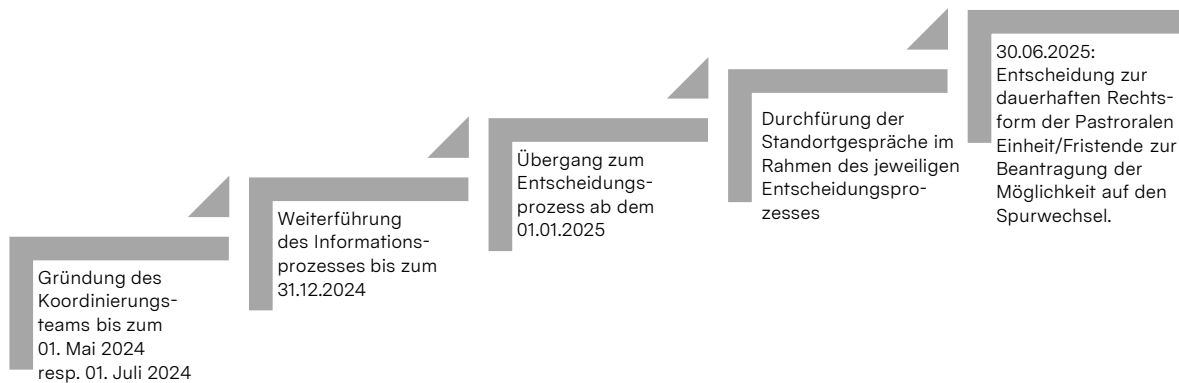 Gründung des
Koordinierungs-
teams bis zum
01. Mai 2024
resp. 01. Juli 2024
Weiterführung
des Informations-
prozesses bis zum
31.12.2024
Übergang zum
Entscheidungs-
prozess ab dem
01.01.2025
Durchfürung der
Standortgespräche im
Rahmen des jeweiligen
Entscheidungspro-
zesses
30.06.2025:
Entscheidung zur
dauerhaften Rechts-
form der Pastroralen
Einheit/Fristende zur
Beantragung der
Möglichkeit auf den
Spurwechsel.